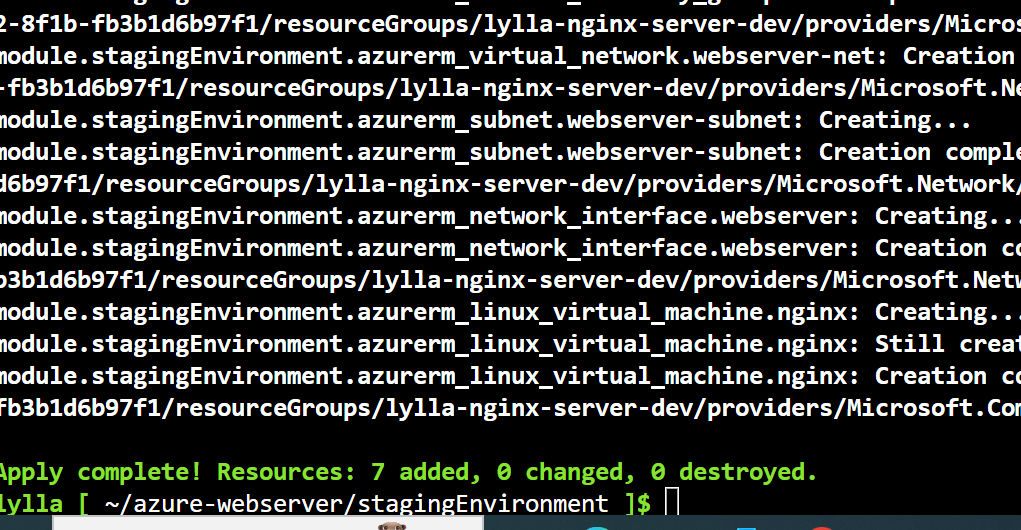 2-8f1b-fb3b1d6b97f1/resourceGroups/lylla-nginx-server-dev/providers/Micros
module.stagingEnvironment.azurerm_virtual_network.webserver-net: Creation
-fb3b1d6b97f1/resourceGroups/lylla-nginx-server-dev/providers/Microsoft.Ne
module.stagingEnvironment.azurerm_subnet.webserver-subnet: Creating...
module.stagingEnvironment.azurerm_subnet.webserver-subnet: Creation comple
d6b97f1/resourceGroups/lylla-nginx-server-dev/providers/Microsoft.Network/
module.stagingEnvironment.azurerm_network_interface.webserver: Creating...
module.stagingEnvironment.azurerm_network_interface.webserver: Creation co
b3b1d6b97f1/resourceGroups/lylla-nginx-server-dev/providers/Microsoft.Netw
module.stagingEnvironment.azurerm_linux_virtual_machine.nginx: Creating...
module.stagingEnvironment.azurerm_linux_virtual_machine.nginx: Still creat
module.stagingEnvironment.azurerm_linux_virtual_machine.nginx: Creation co
fb3b1d6b97f1/resourceGroups/lylla-nginx-server-dev/providers/Microsoft.Com
Apply complete! Resources: 7 added, 0 changed, 0 destroyed.
lylla [ ~/azure-webserver/stagingEnvironment ]$